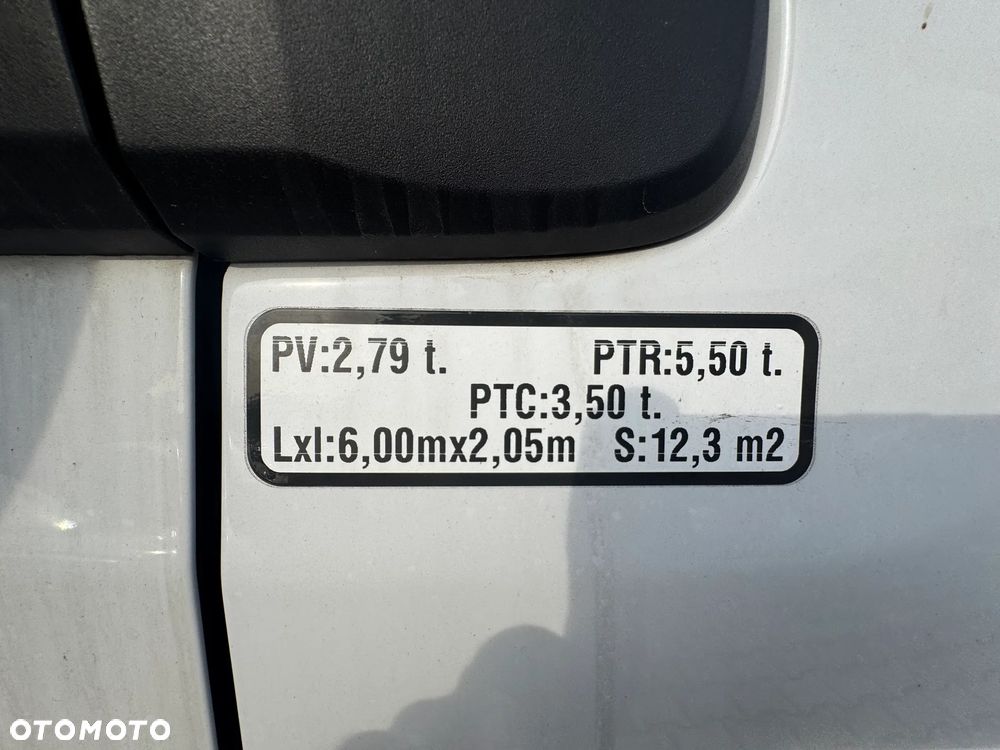 PV:2,79 t. PTR:5,50 t.
PTC:3,50 t.
Lxl:6,00mx2,05m S:12,3 m2
OTOMOTO